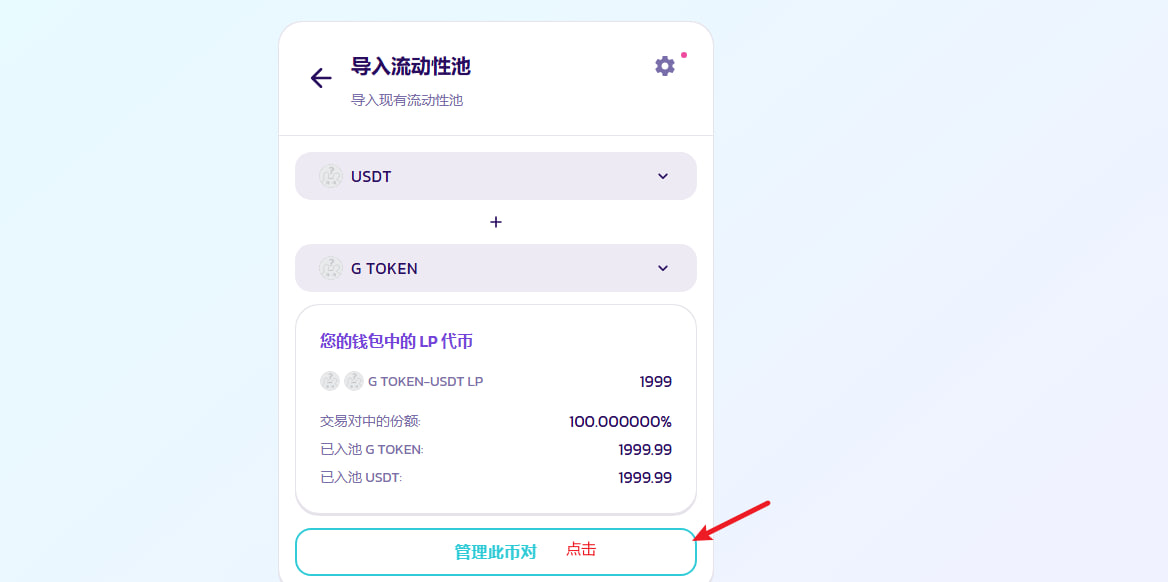 导入流动性池
导入现有流动性池
USDT
+
G TOKEN
您的钱包中的 LP 代币
G TOKEN-USDT LP 1999
交易对中的份额: 100.000000%
已入池 G TOKEN: 1999.99
已入池 USDT: 1999.99
管理此币对 点击